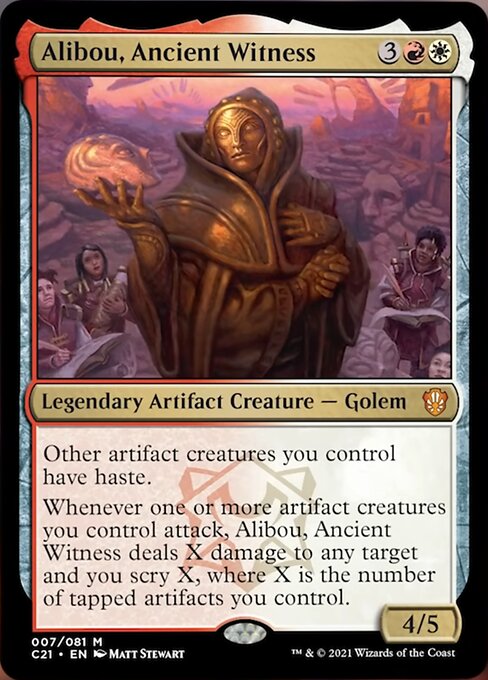 Alibou, Ancient Witness 3
Legendary Artifact Creature — Golem
Other artifact creatures you control
have haste.
Whenever one or more artifact creatures
you control attack, Alibou, Ancient
Witness deals X damage to any target
and you scry X, where X is the number
of tapped artifacts you control.
4/5
007/081 M
C21 • EN Matt Stewart
™ & © 2021 Wizards of the Coast